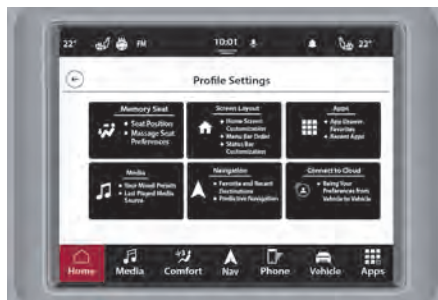 22° FM 10:01 22°
Profile Settings
Memory Seat
• Seat Position
• Massage Seat
Preferences
Screen Layout
• Home Screen
Customization
• Menu Bar Order
• Status Bar
Customization
Apps
• App Drawer
Favorites
• Recent Apps
Media
• Your Mixed Presets
• Last Played Media
Source
Navigation
• Favorite and Recent
Destinations
• Predictive Navigation
Connect to Cloud
• Bring Your
Preferences from
Vehicle to Vehicle
Home Media Comfort Nav Phone Vehicle Apps